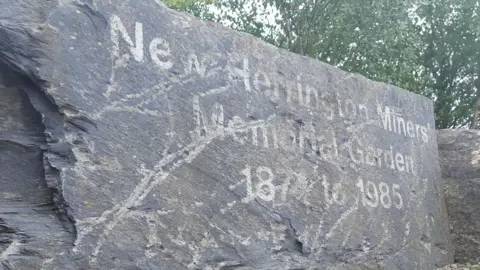 New Herrington Miners'
Memorial Garden
1874 to 1985